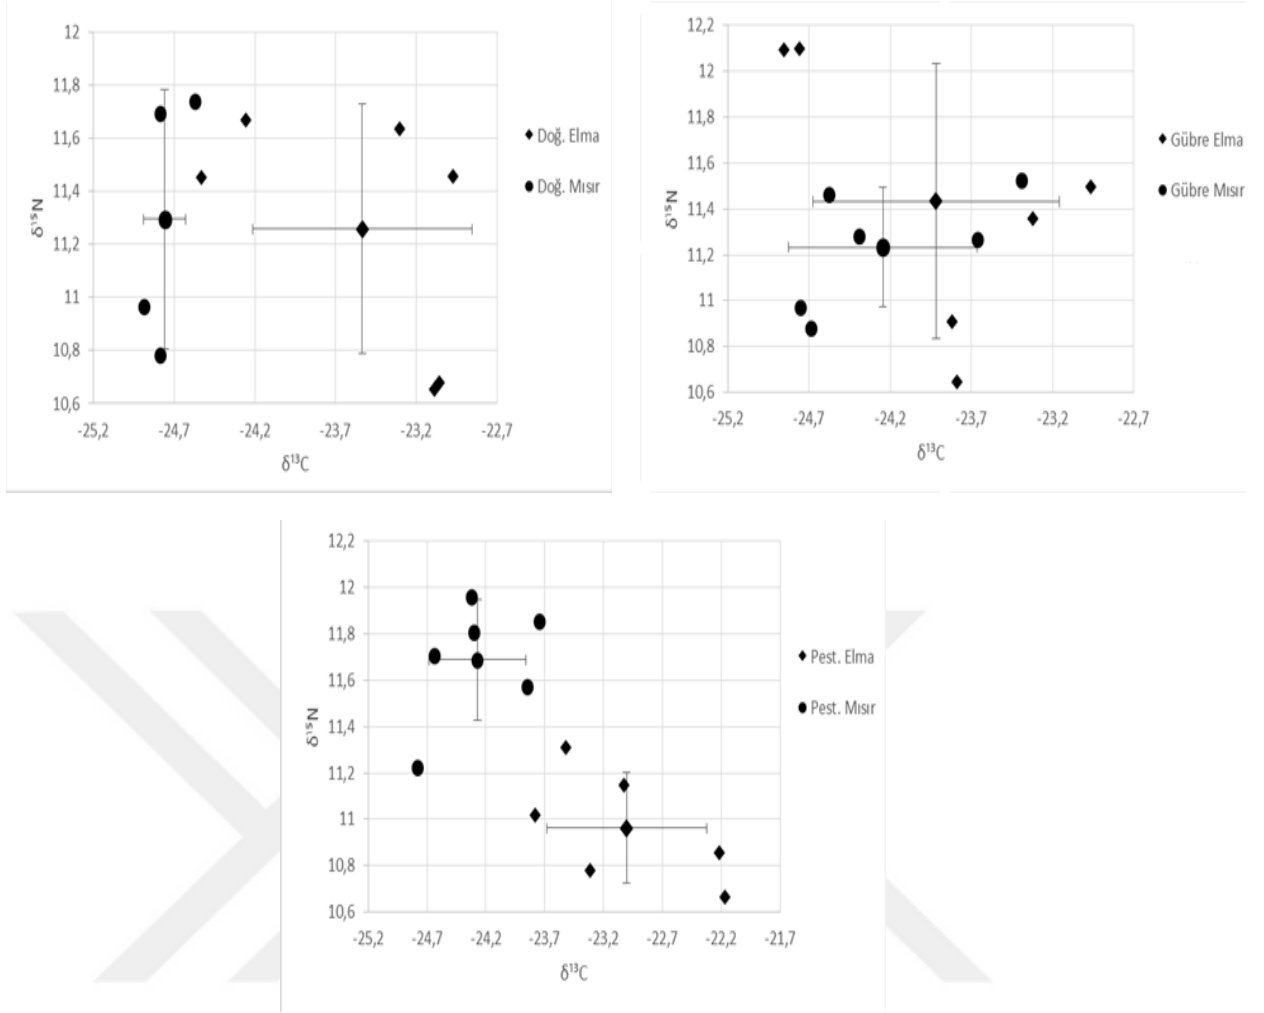 12
11,8
11,6
11,4
11,2
11
10,8
10,6
-25,2 -24,7 -24,2 -23,7 -23,2 -22,7
δ¹⁵N
δ¹³C
Doğ. Elma
Doğ. Mısır
12,2
12
11,8
11,6
11,4
11,2
11
10,8
10,6
-25,2 -24,7 -24,2 -23,7 -23,2 -22,7
δ¹⁵N
δ¹³C
Gübre Elma
Gübre Mısır
12,2
12
11,8
11,6
11,4
11,2
11
10,8
10,6
-25,2 -24,7 -24,2 -23,7 -23,2 -22,7 -22,2 -21,7
δ¹⁵N
δ¹³C
Pest. Elma
Pest. Mısır